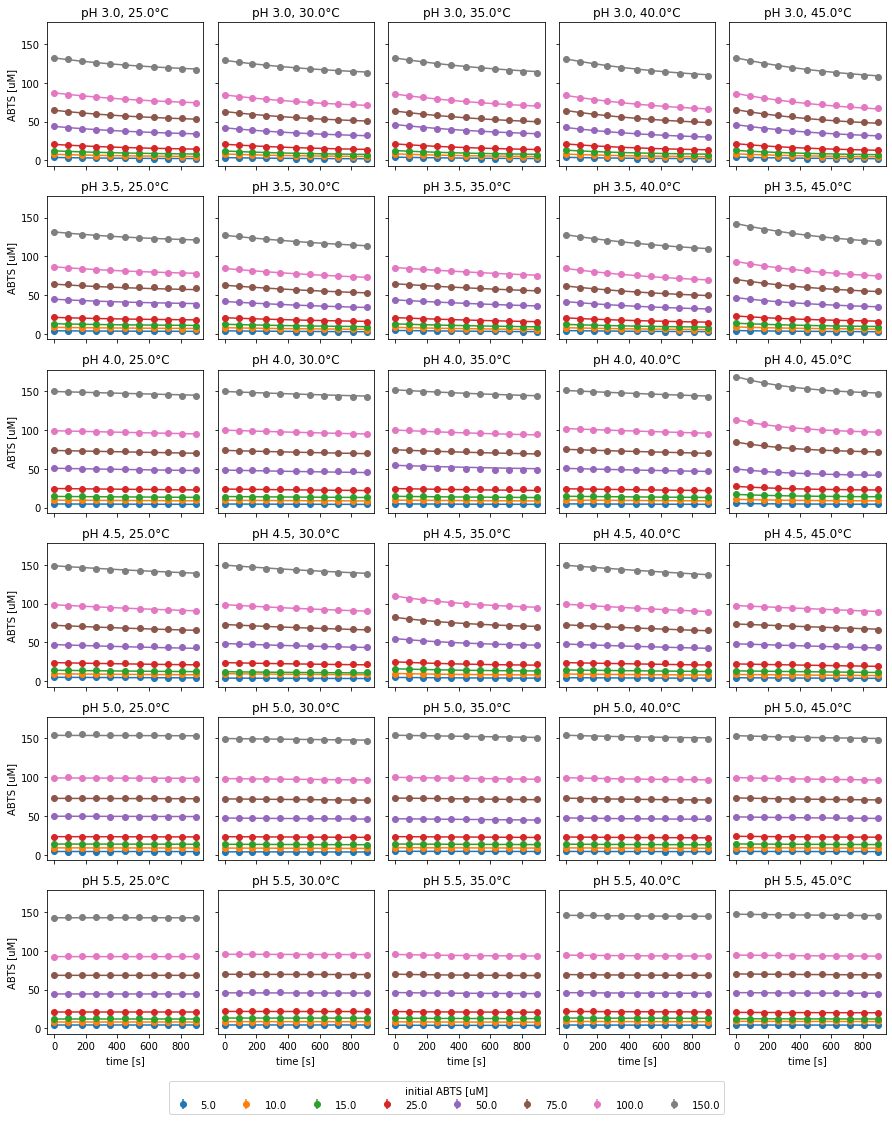 pH 3.0, 25.0°C pH 3.0, 30.0°C pH 3.0, 35.0°C pH 3.0, 40.0°C pH 3.0, 45.0°C
150
100
50
0
ABTS [uM]
pH 3.5, 25.0°C pH 3.5, 30.0°C pH 3.5, 35.0°C pH 3.5, 40.0°C pH 3.5, 45.0°C
150
100
50
0
ABTS [uM]
pH 4.0, 25.0°C pH 4.0, 30.0°C pH 4.0, 35.0°C pH 4.0, 40.0°C pH 4.0, 45.0°C
150
100
50
0
ABTS [uM]
pH 4.5, 25.0°C pH 4.5, 30.0°C pH 4.5, 35.0°C pH 4.5, 40.0°C pH 4.5, 45.0°C
150
100
50
0
ABTS [uM]
pH 5.0, 25.0°C pH 5.0, 30.0°C pH 5.0, 35.0°C pH 5.0, 40.0°C pH 5.0, 45.0°C
150
100
50
0
ABTS [uM]
pH 5.5, 25.0°C pH 5.5, 30.0°C pH 5.5, 35.0°C pH 5.5, 40.0°C pH 5.5, 45.0°C
150
100
50
0
ABTS [uM]
0 200 400 600 800 0 200 400 600 800 0 200 400 600 800 0 200 400 600 800 0 200 400 600 800
time [s] time [s] time [s] time [s] time [s]
initial ABTS [uM]
5.0 10.0 15.0 25.0 50.0 75.0 100.0 150.0